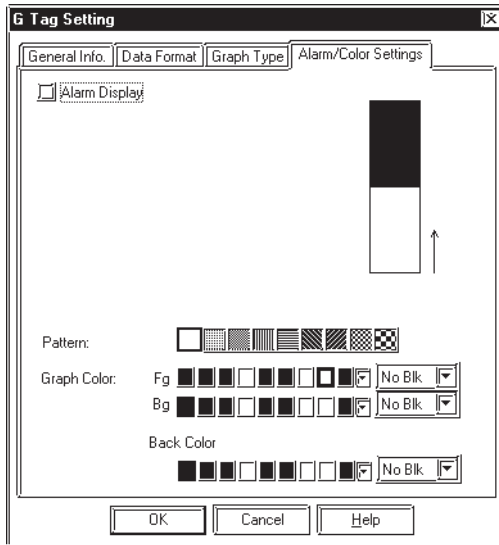 G Tag Setting
General Info. Data Format Graph Type Alarm/Color Settings
Alarm Display
Pattern:
Graph Color: Fg No Blk
Bg No Blk
Back Color
No Blk
OK Cancel Help